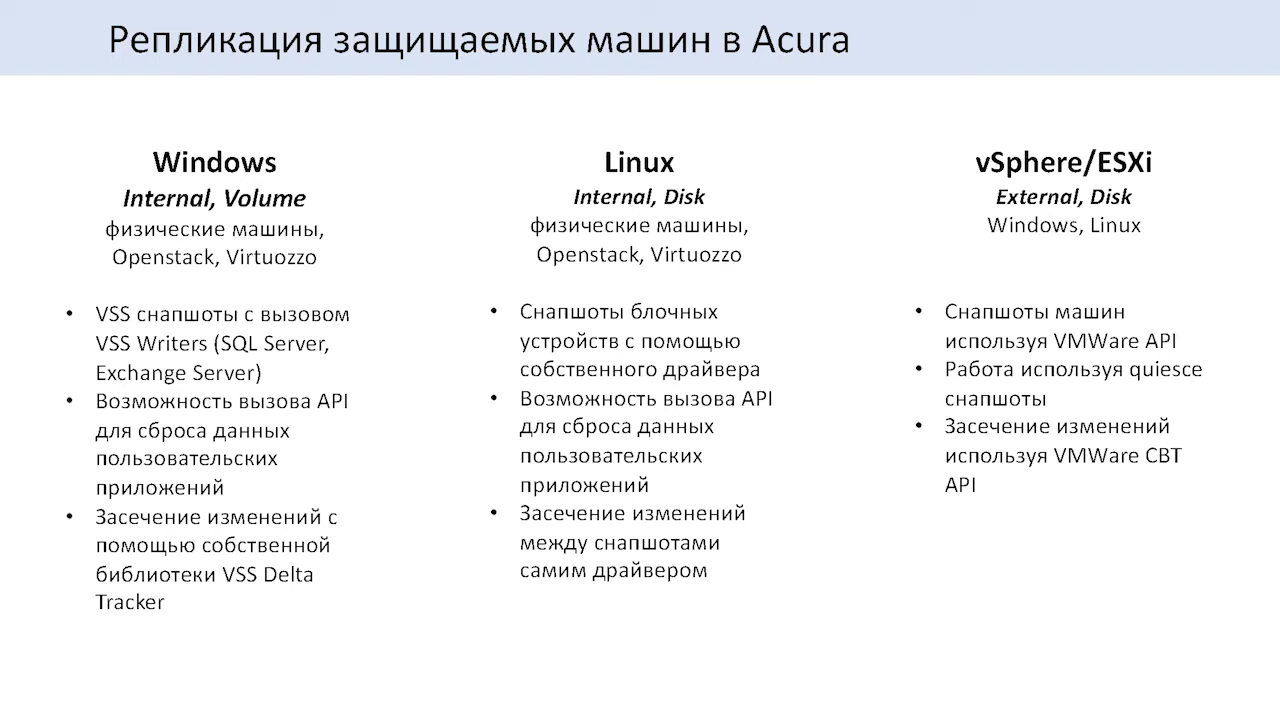 Репликация защищаемых машин в Acura
Windows
Internal, Volume
физические машины,
Openstack, Virtuozzo
• VSS снапшоты с вызовом
VSS Writers (SQL Server,
Exchange Server)
• Возможность вызова API
для сброса данных
пользовательских
приложений
• Засечение изменений с
помощью собственной
библиотеки VSS Delta
Tracker
Linux
Internal, Disk
физические машины,
Openstack, Virtuozzo
• Снапшоты блочных
устройств с помощью
собственного драйвера
• Возможность вызова API
для сброса данных
пользовательских
приложений
• Засечение изменений
между снапшотами
самим драйвером
vSphere/ESXi
External, Disk
Windows, Linux
• Снапшоты машин
используя VMWare API
• Работа используя quiesce
снапшоты
• Засечение изменений
используя VMWare CBT
API